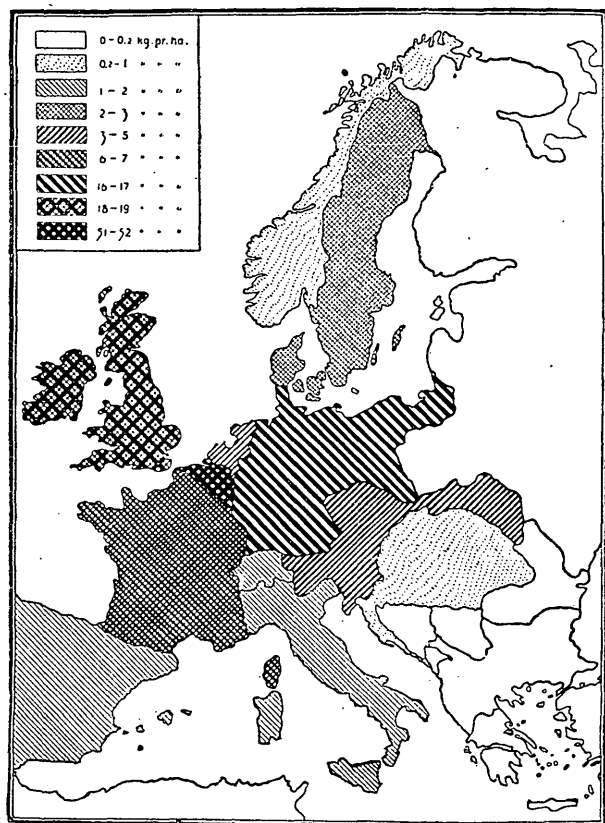 0-0.2 kg. pr. ha.
0.2-1 " " "
1-2 " " "
2-3 " " "
3-5 " " "
6-7 " " "
16-17 " " "
18-19 " " "
51-52 " " "